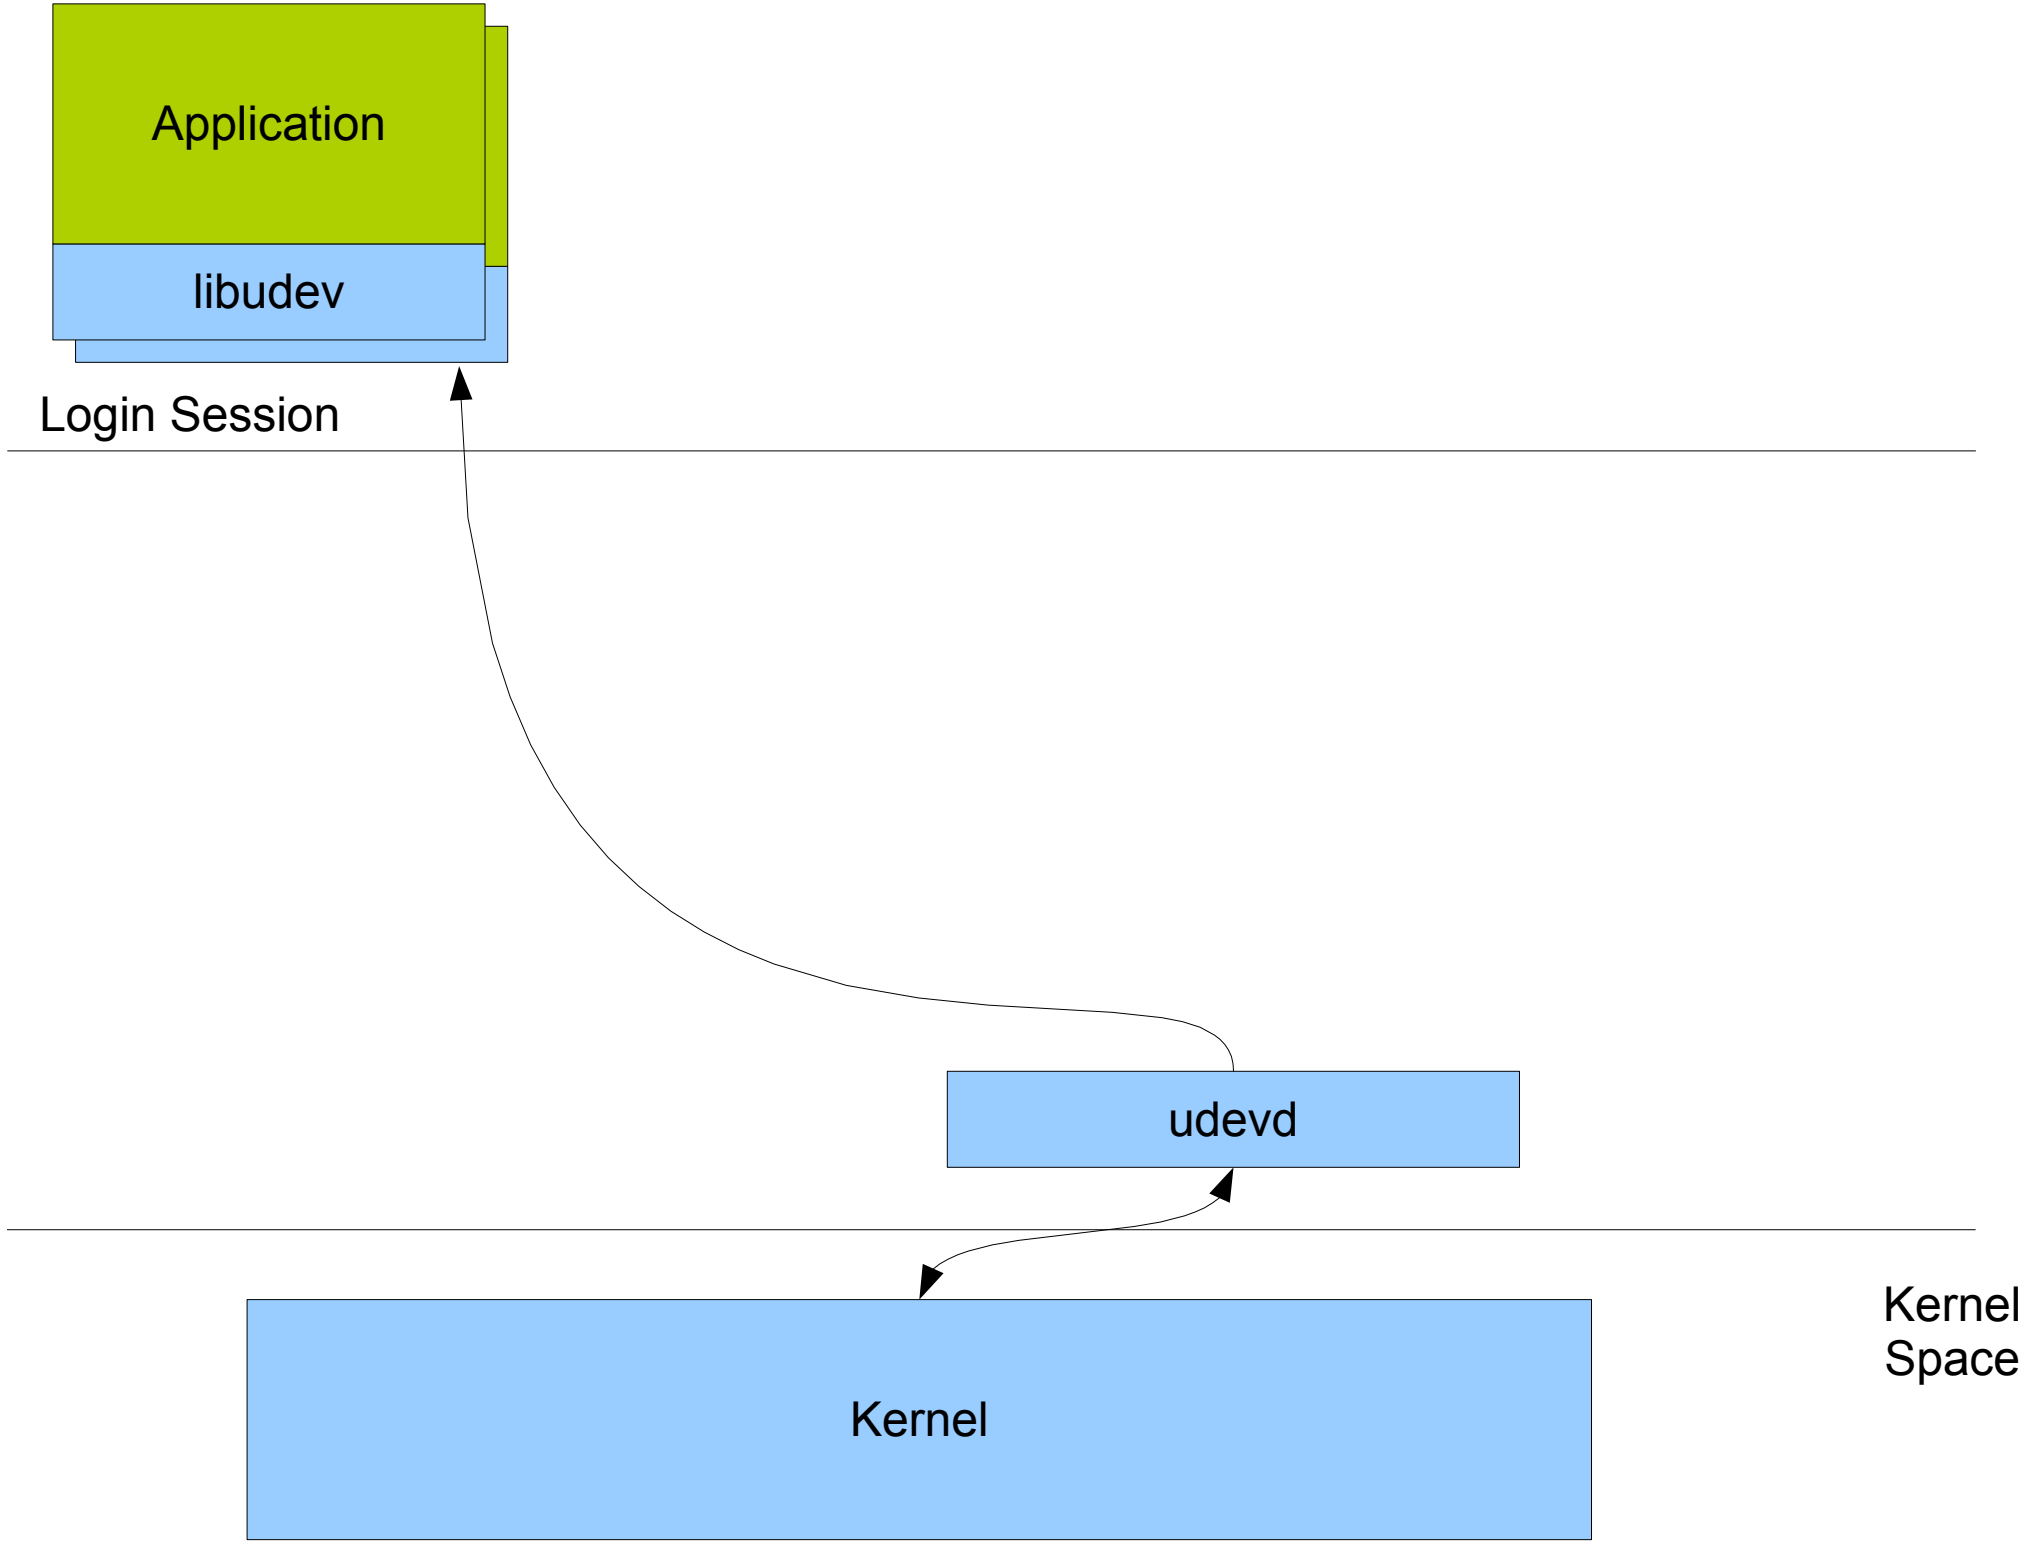 Application
libudev
Login Session
udevd
Kernel
Space
Kernel